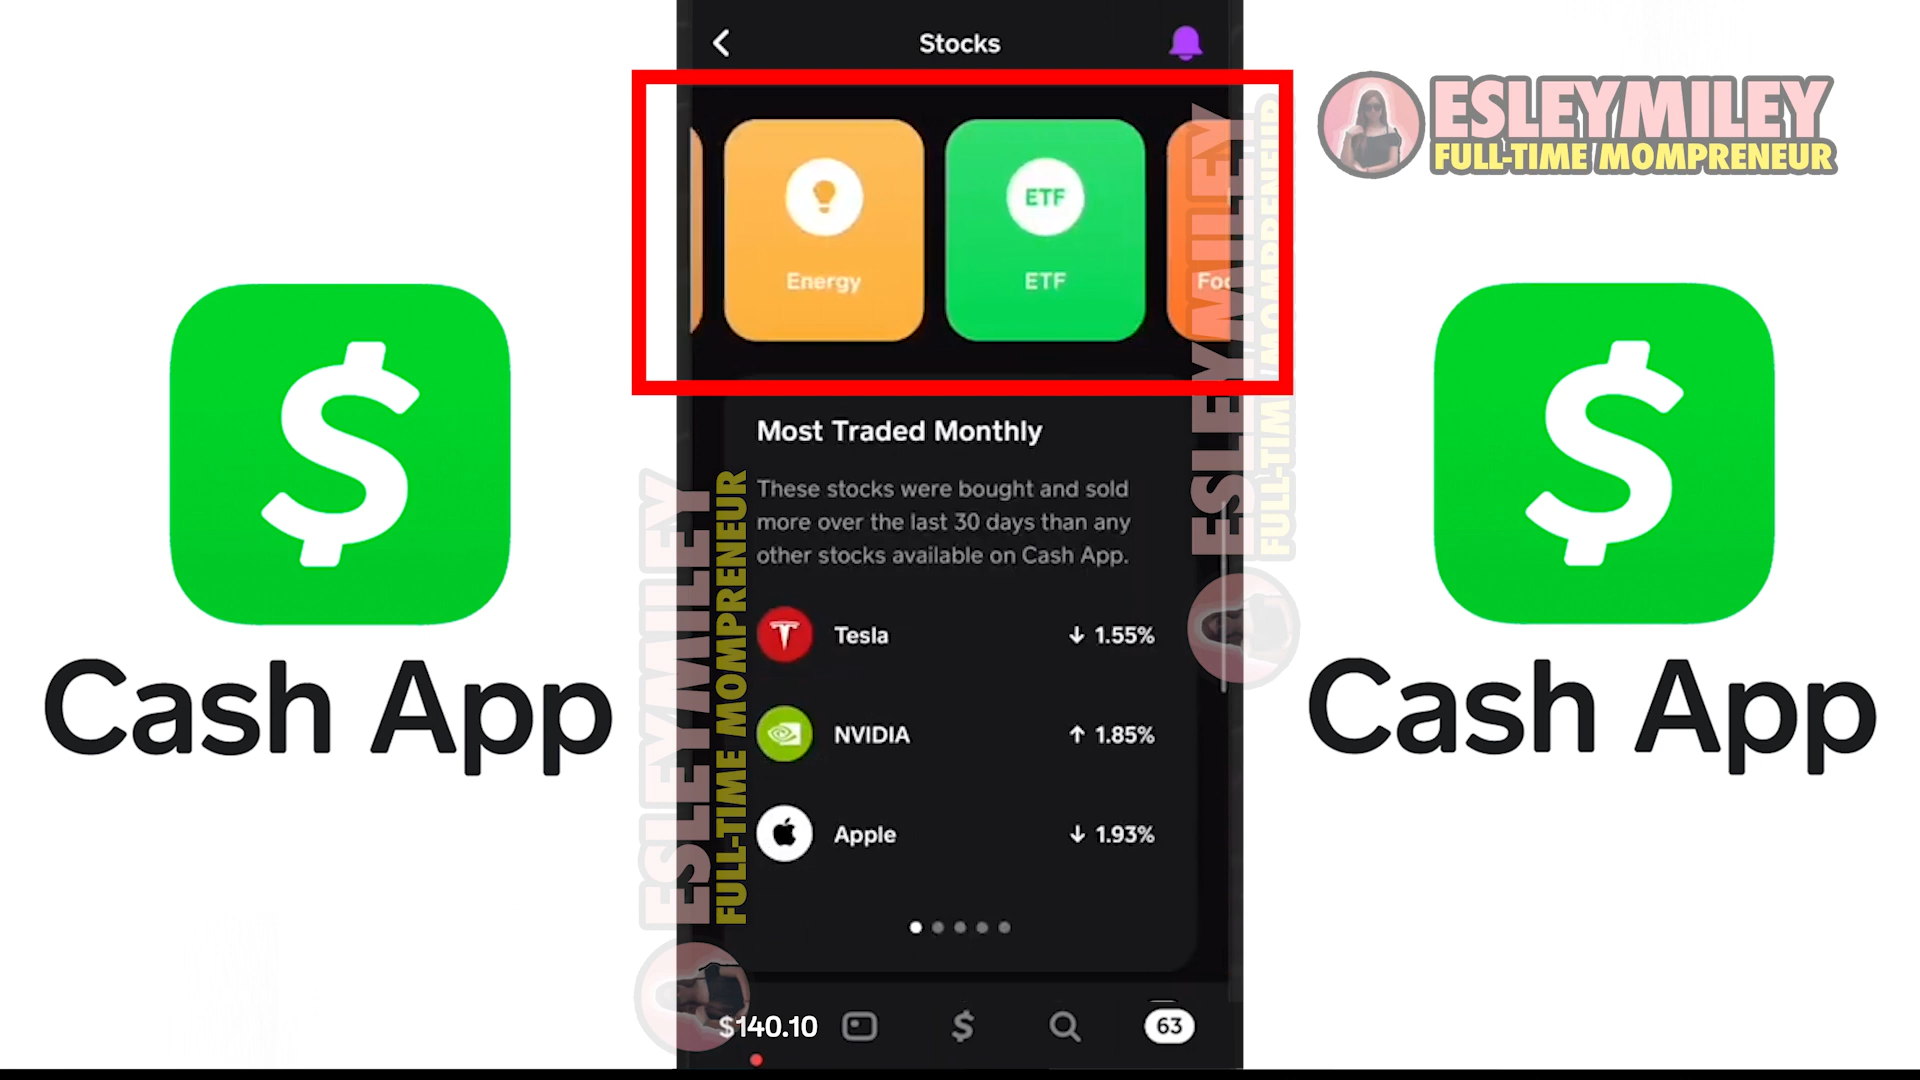 Stocks
ESLEYMILEY
FULL-TIME MOMPRENEUR
ETF
Energy
ETF
Foo
ESLEYMILEY
FULL-TIME MOMPRENEUR
Most Traded Monthly
These stocks were bought and sold
more over the last 30 days than any
other stocks available on Cash App.
Tesla
↓ 1.55%
NVIDIA
↑ 1.85%
Apple
↓ 1.93%
ESLEYMILEY
FULL-TIME MOMPRENEUR
$140.10
$
63
$
Cash App
$
Cash App